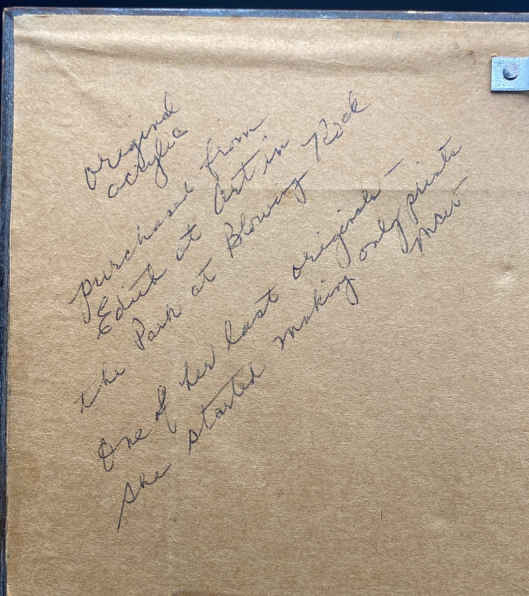 original
acrylic
purchased from
Edith at Art in
the Park at Blowing Rock
One of her last originals -
she started making only prints